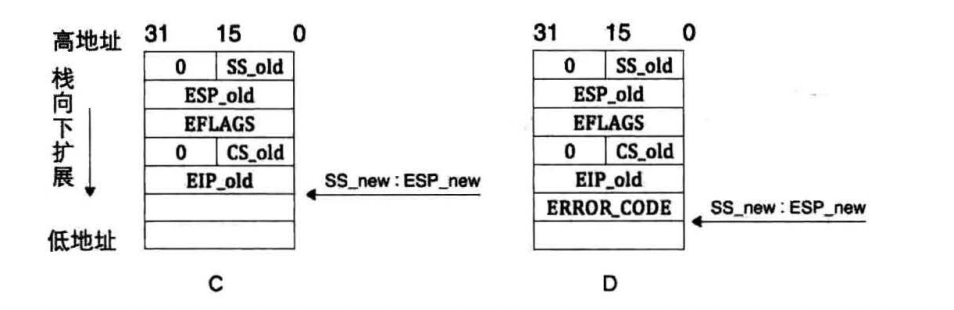 高地址 31 15 0
栈向下扩展
0 SS_old
ESP_old
EFLAGS
0 CS_old
EIP_old
SS_new : ESP_new
低地址
C
31 15 0
0 SS_old
ESP_old
EFLAGS
0 CS_old
EIP_old
ERROR_CODE
SS_new : ESP_new
D